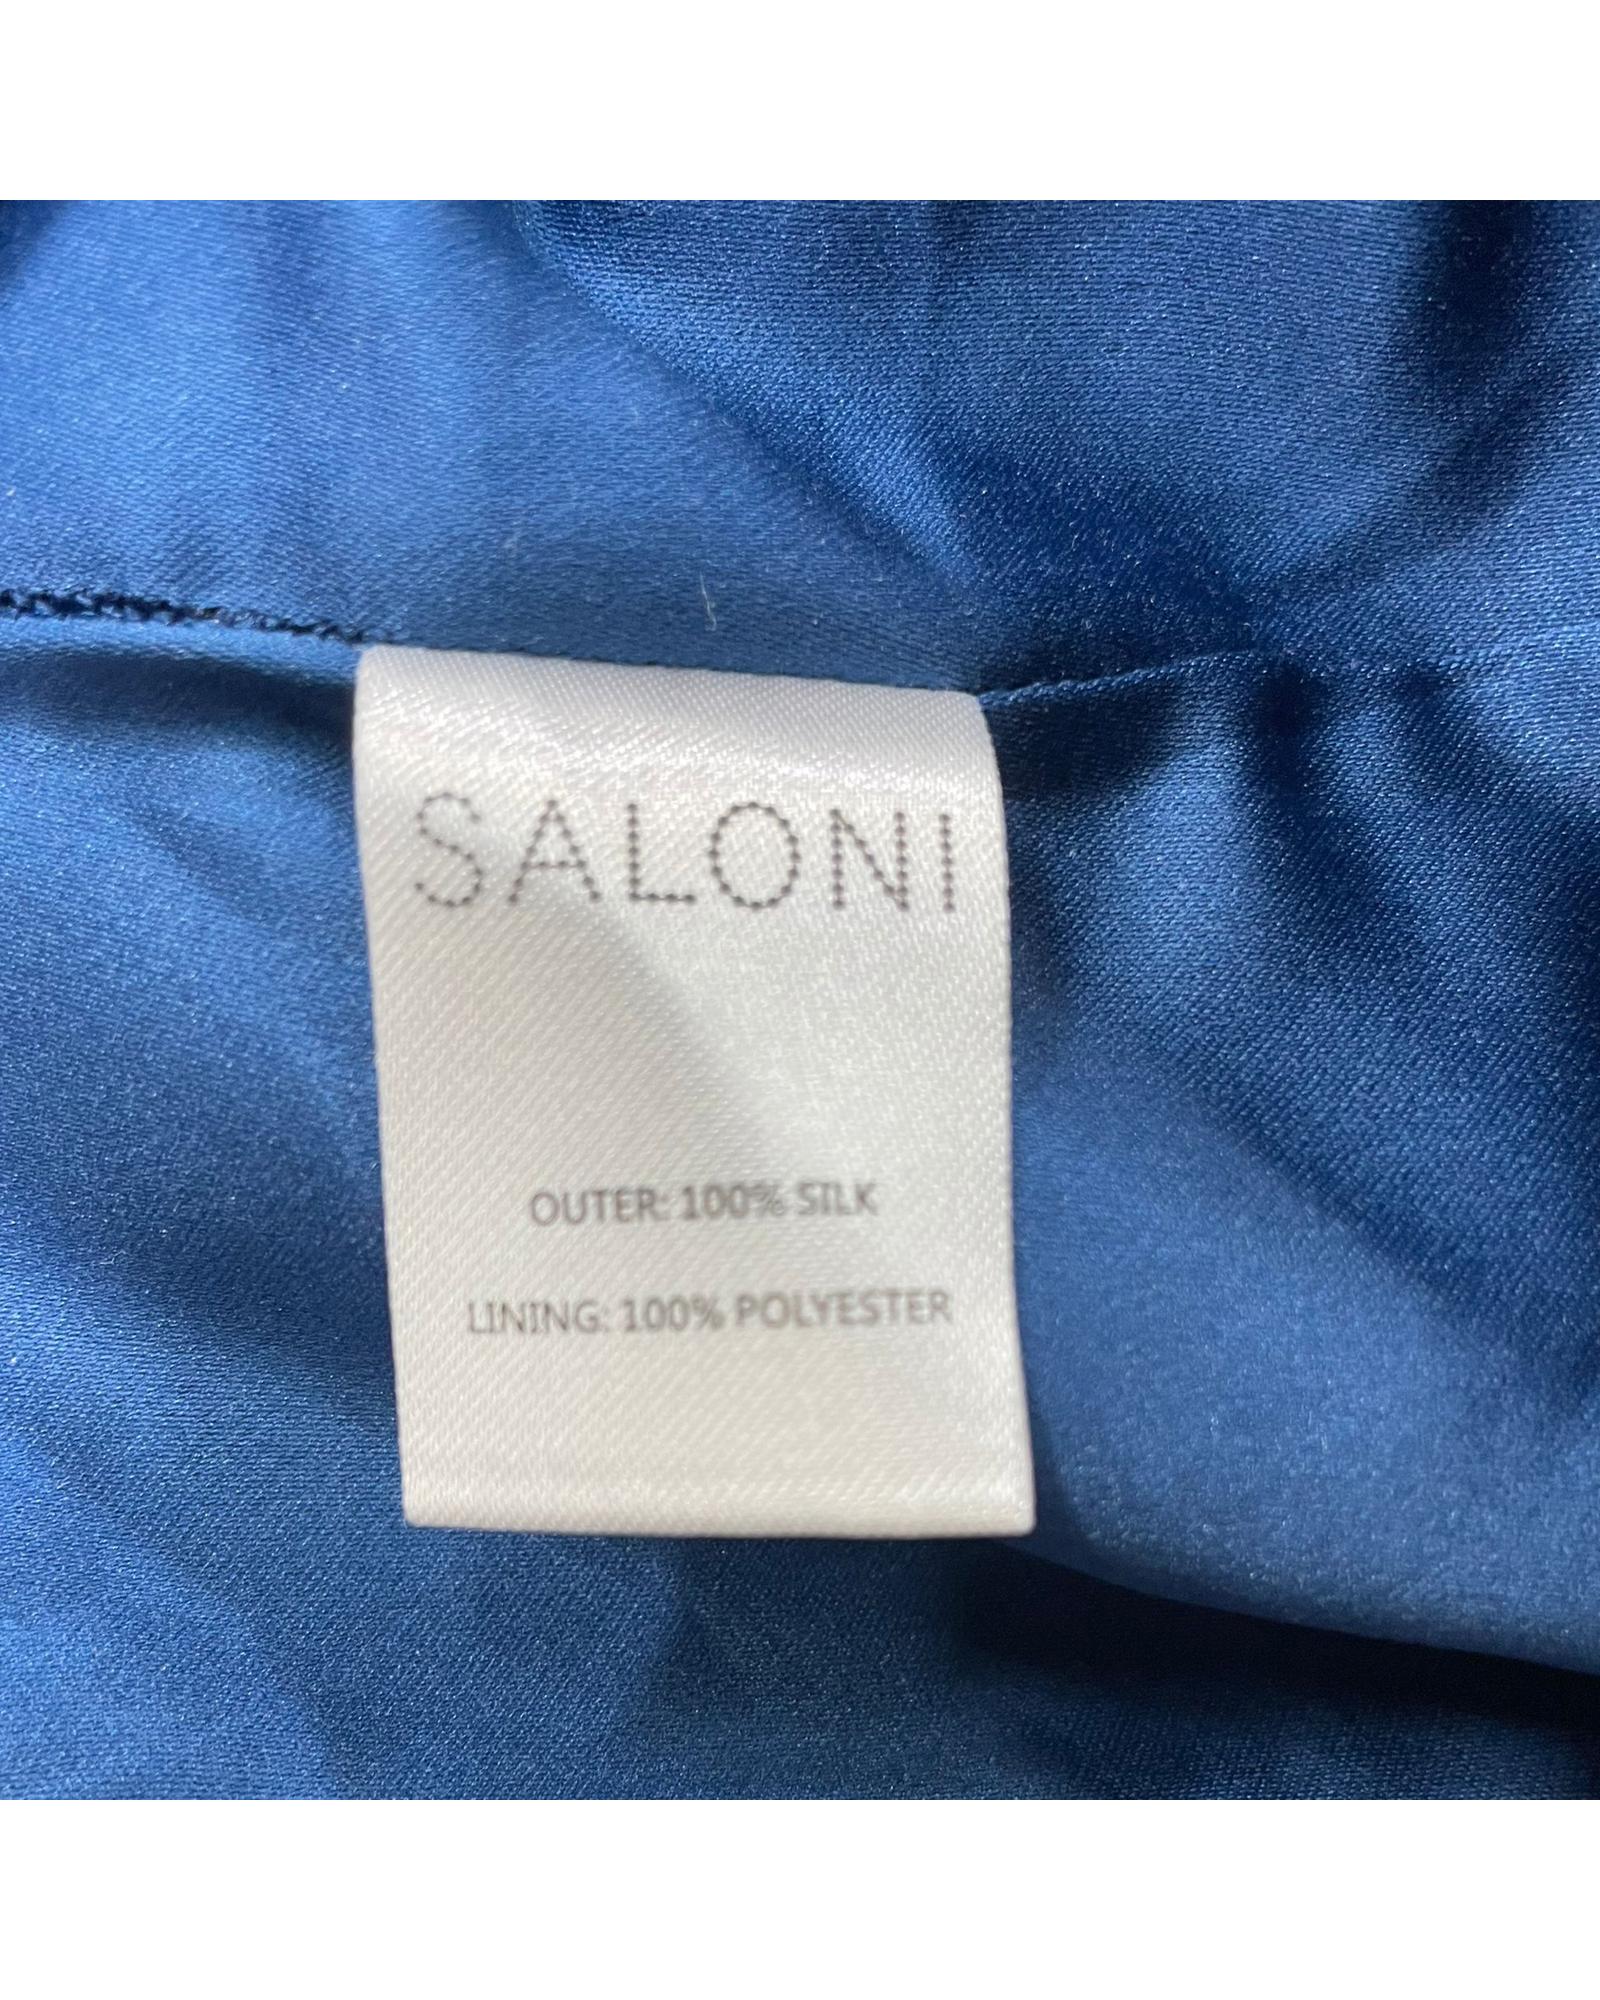 SALONI
OUTER: 100% SILK
LINING: 100% POLYESTER